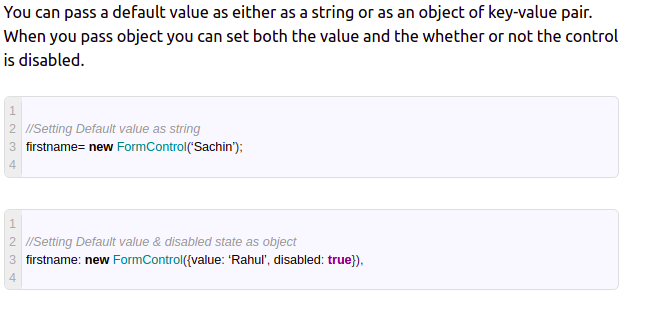 You can pass a default value as either as a string or as an object of key-value pair.
When you pass object you can set both the value and the whether or not the control
is disabled.
1
2 //Setting Default value as string
3 firstname= new FormControl(‘Sachin’);
4
1
2 //Setting Default value & disabled state as object
3 firstname: new FormControl({value: ‘Rahul’, disabled: true}),
4